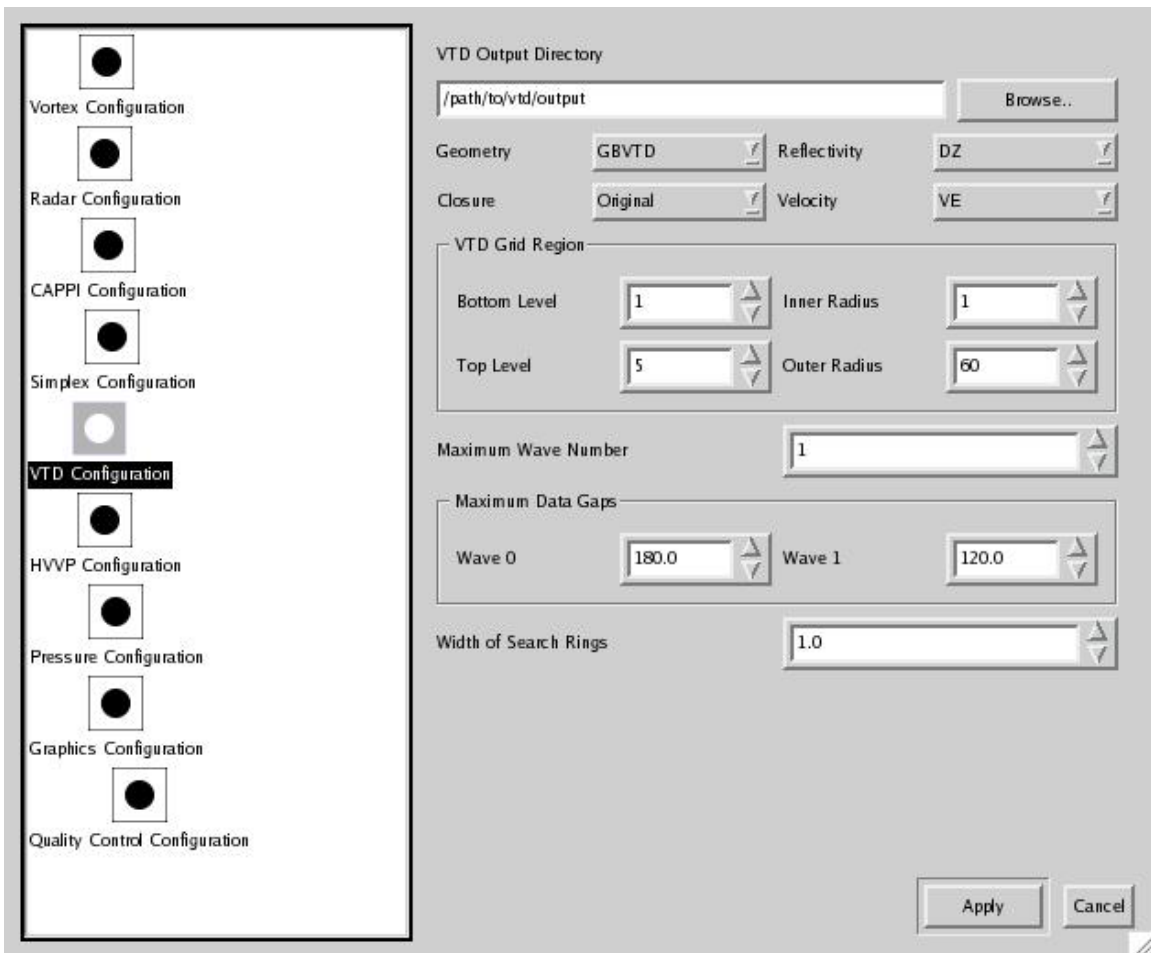 Vortex Configuration
Radar Configuration
CAPPI Configuration
Simplex Configuration
VTD Configuration
HVVP Configuration
Pressure Configuration
Graphics Configuration
Quality Control Configuration
VTD Output Directory
/path/to/vtd/output Browse..
Geometry GBVTD Reflectivity DZ
Closure Original Velocity VE
VTD Grid Region
Bottom Level 1 Inner Radius 1
Top Level 5 Outer Radius 60
Maximum Wave Number 1
Maximum Data Gaps
Wave 0 180.0 Wave 1 120.0
Width of Search Rings 1.0
Apply Cancel